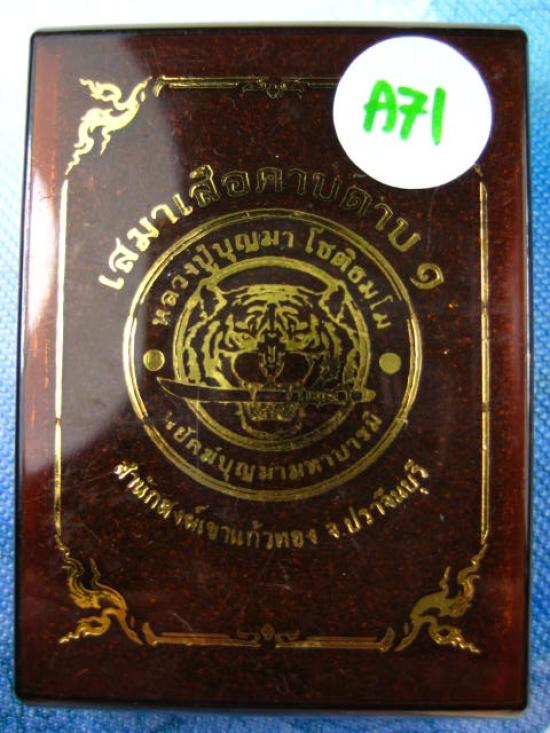 A71
เสมาเสือคาบดาบ ๑
หลวงปู่บุญมา โชติธมโม
พยัคฆ์บุญมามหาบารมี
สำนักสงฆ์เขาแก้วทอง จ.ปราจีนบุรี